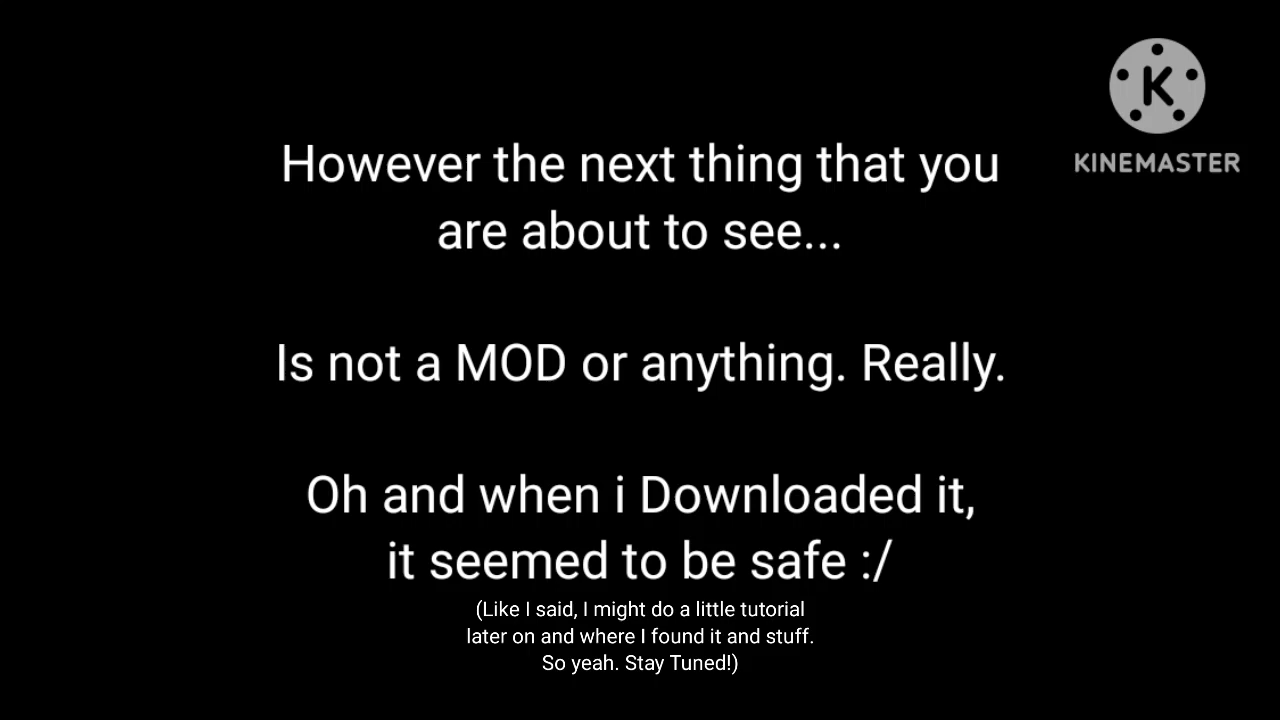 K
KINEMASTER
However the next thing that you
are about to see...
Is not a MOD or anything. Really.
Oh and when i Downloaded it,
it seemed to be safe :/
(Like I said, I might do a little tutorial
later on and where I found it and stuff.
So yeah. Stay Tuned!)